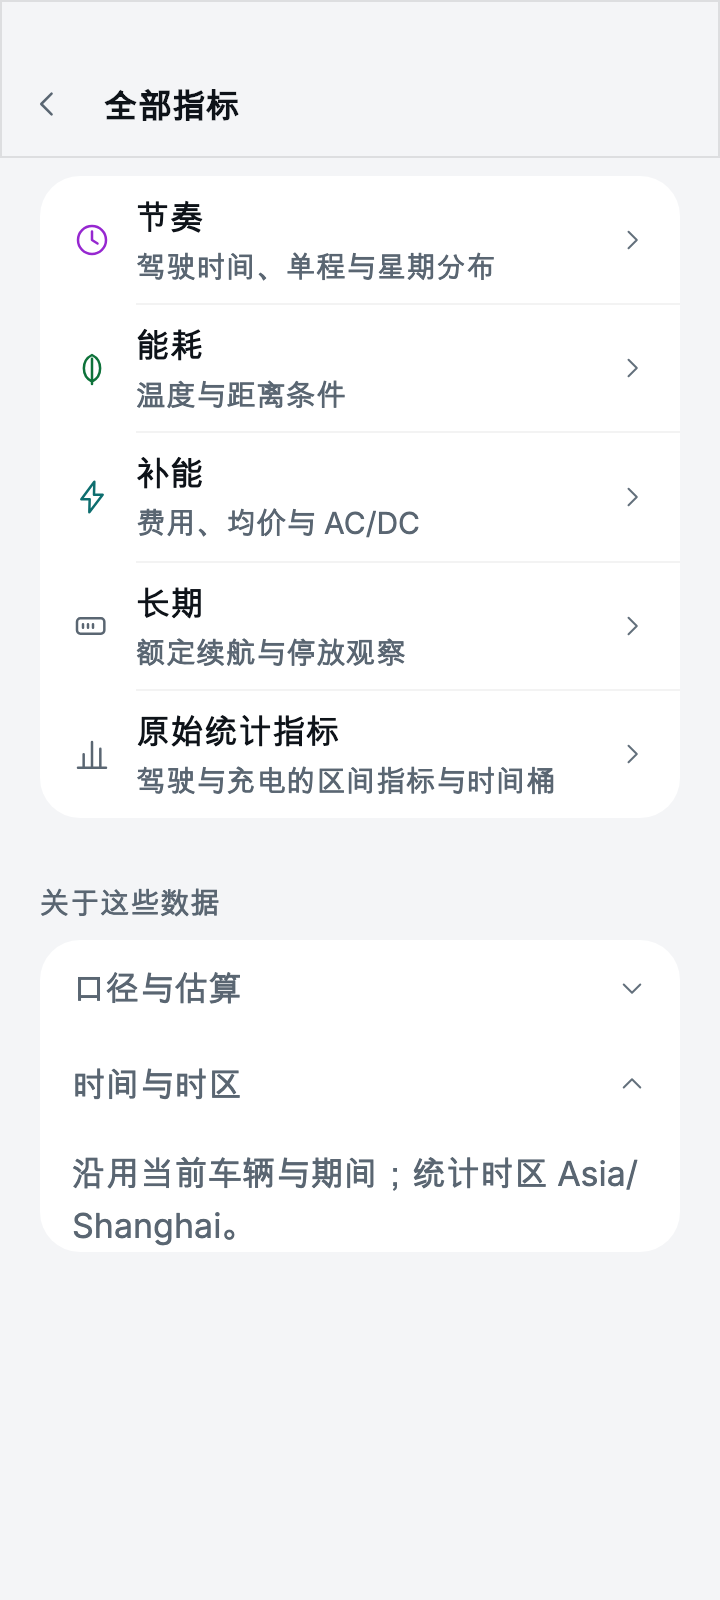 全部指标
节奏
驾驶时间、单程与星期分布
能耗
温度与距离条件
补能
费用、均价与 AC/DC
长期
额定续航与停放观察
原始统计指标
驾驶与充电的区间指标与时间桶
关于这些数据
口径与估算
时间与时区
沿用当前车辆与期间；统计时区 Asia/
Shanghai。